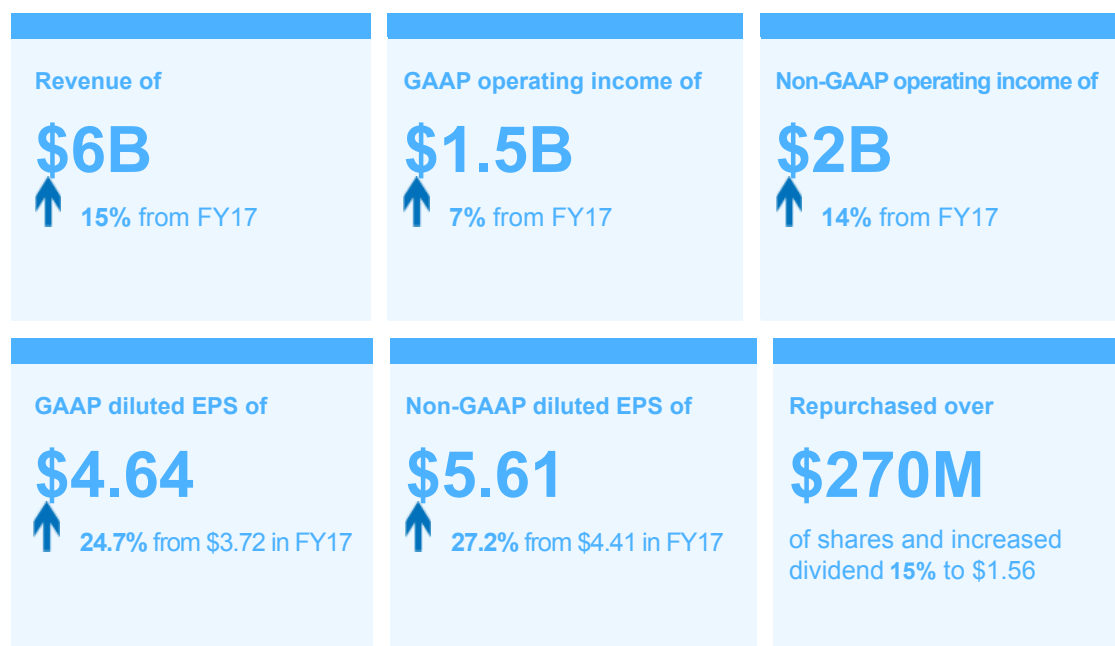 Revenue of
$6B
15% from FY17
GAAP operating income of
$1.5B
7% from FY17
Non-GAAP operating income of
$2B
14% from FY17
GAAP diluted EPS of
$4.64
24.7% from $3.72 in FY17
Non-GAAP diluted EPS of
$5.61
27.2% from $4.41 in FY17
Repurchased over
$270M
of shares and increased
dividend 15% to $1.56